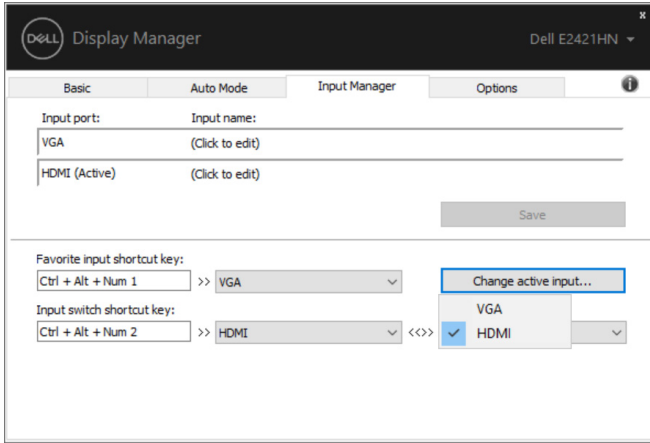 x
DELL Display Manager Dell E2421HN
Basic Auto Mode Input Manager Options i
Input port: Input name:
VGA (Click to edit)
HDMI (Active) (Click to edit)
Save
Favorite input shortcut key:
Ctrl + Alt + Num 1 >> VGA Change active input...
Input switch shortcut key:
VGA
Ctrl + Alt + Num 2 >> HDMI <<>> HDMI